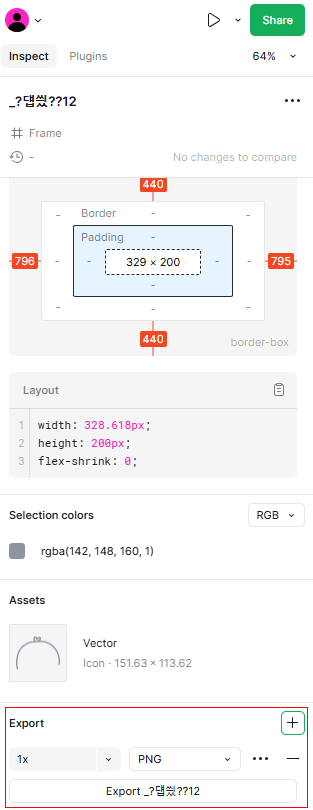 Share
Inspect Plugins 64%
_?댑씠??12
Frame
-
No changes to compare
440
- Border - -
Padding -
796 - - 329 × 200 - - 795
-
- - -
440
border-box
Layout
1 width: 328.618px;
2 height: 200px;
3 flex-shrink: 0;
Selection colors RGB
rgba(142, 148, 160, 1)
Assets
Vector
Icon · 151.63 × 113.62
Export
1x PNG
Export _?댑씠??12